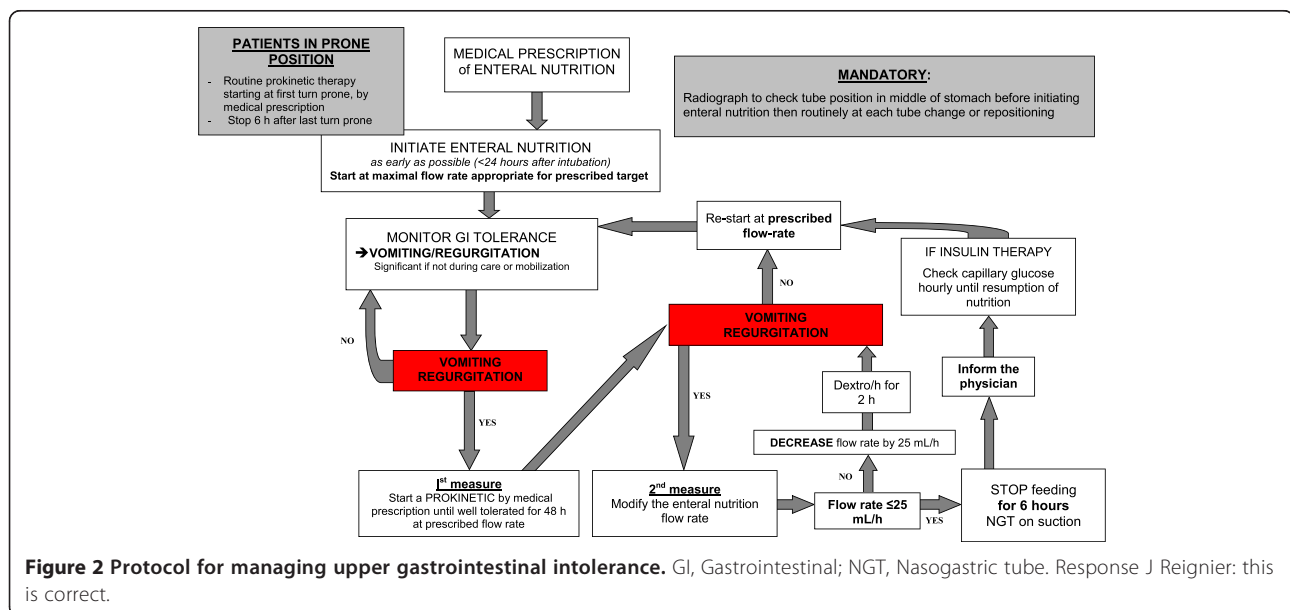 PATIENTS IN PRONE
POSITION
- Routine prokinetic therapy
starting at first turn prone, by
medical prescription
- Stop 6 h after last turn prone
MEDICAL PRESCRIPTION
of ENTERAL NUTRITION
MANDATORY:
Radiograph to check tube position in middle of stomach before initiating
enteral nutrition then routinely at each tube change or repositioning
INITIATE ENTERAL NUTRITION
as early as possible (<24 hours after intubation)
Start at maximal flow rate appropriate for prescribed target
MONITOR GI TOLERANCE
➔VOMITING/REGURGITATION
Significant if not during care or mobilization
Re-start at prescribed
flow-rate
IF INSULIN THERAPY
Check capillary glucose
hourly until resumption of
nutrition
NO
NO
VOMITING
REGURGITATION
VOMITING
REGURGITATION
Inform the
physician
Dextro/h for
2 h
YES
YES
DECREASE flow rate by 25 mL/h
NO
1st measure
Start a PROKINETIC by medical
prescription until well tolerated for 48 h
at prescribed flow rate
2nd measure
Modify the enteral nutrition
flow rate
Flow rate ≤25
mL/h
YES
STOP feeding
for 6 hours
NGT on suction
Figure 2 Protocol for managing upper gastrointestinal intolerance. GI, Gastrointestinal; NGT, Nasogastric tube. Response J Reignier: this
is correct.